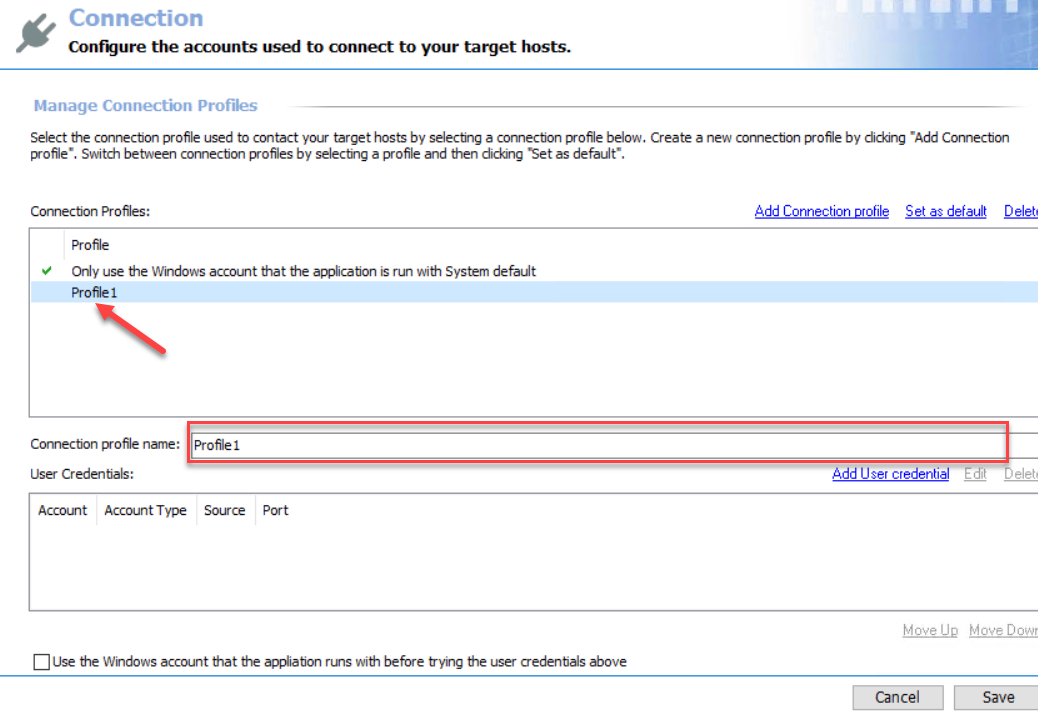 Connection
Configure the accounts used to connect to your target hosts.
Manage Connection Profiles
Select the connection profile used to contact your target hosts by selecting a connection profile below. Create a new connection profile by clicking "Add Connection
profile". Switch between connection profiles by selecting a profile and then clicking "Set as default".
Connection Profiles: Add Connection profile Set as default Delete
Profile
Only use the Windows account that the application is run with System default
Profile1
Connection profile name: Profile1
User Credentials: Add User credential Edit Delete
Account Account Type Source Port
Move Up Move Down
Use the Windows account that the appliation runs with before trying the user credentials above
Cancel Save